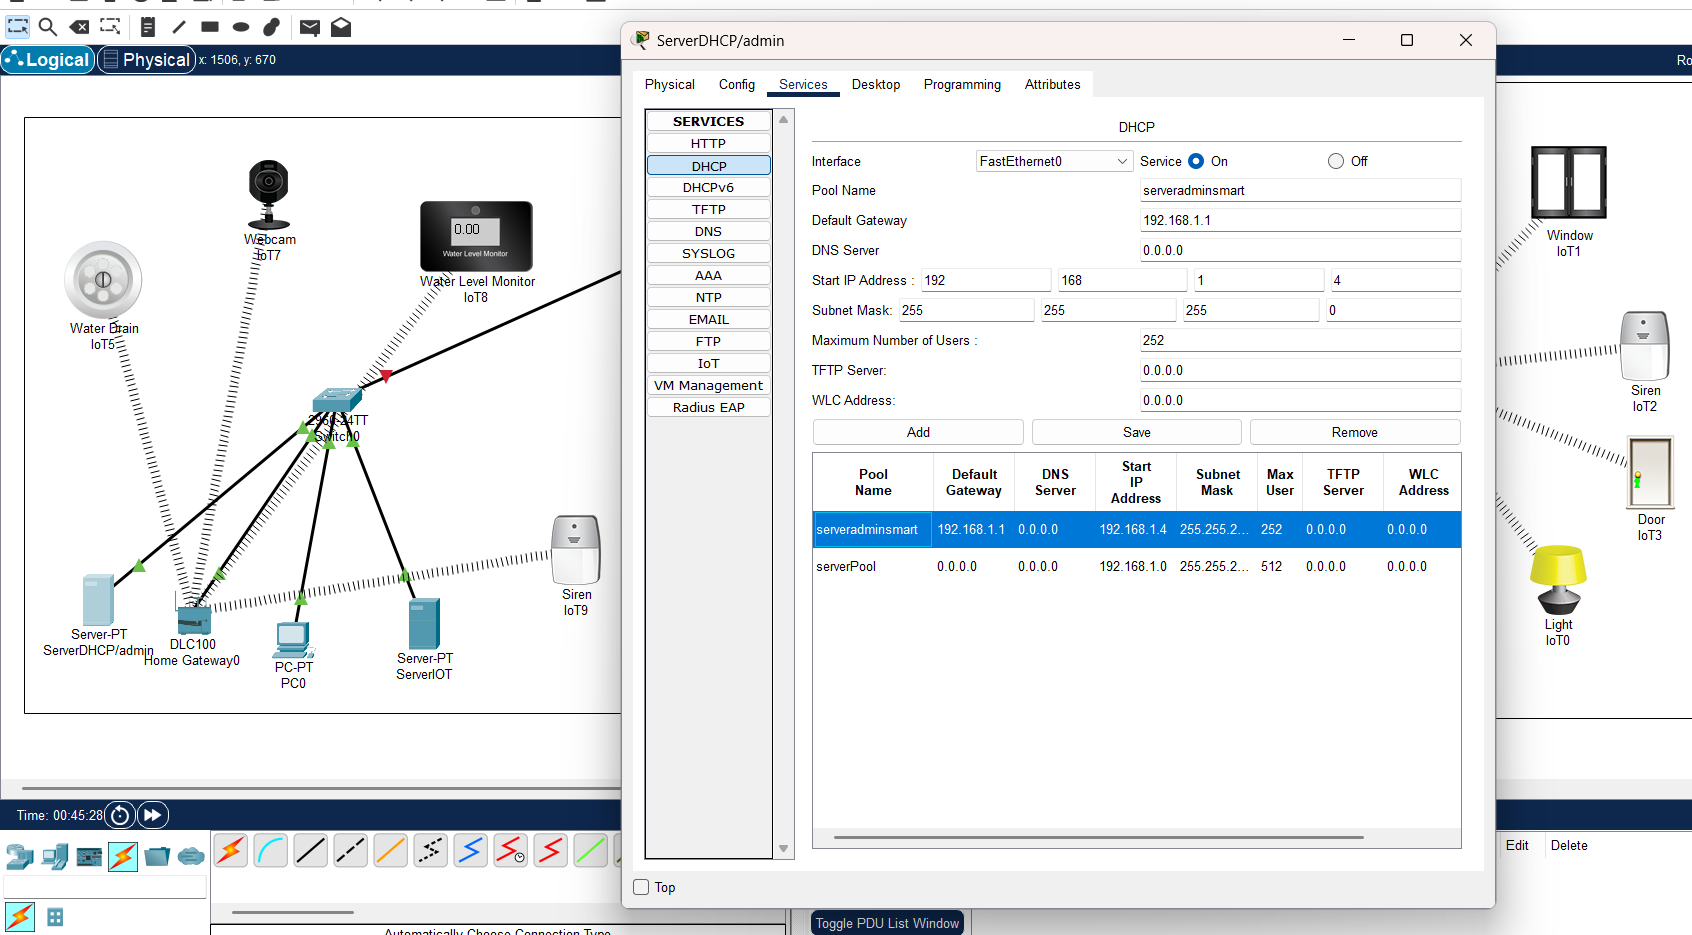 ServerDHCP/admin
Logical
Physical
x: 1506, y: 670
Ro
Physical
Config
Services
Desktop
Programming
Attributes
SERVICES
HTTP
DHCP
DHCPv6
TFTP
DNS
SYSLOG
AAA
NTP
EMAIL
FTP
IoT
VM Management
Radius EAP
DHCP
Interface
FastEthernet0
Service
On
Off
Pool Name
serveradminsmart
Default Gateway
192.168.1.1
DNS Server
0.0.0.0
Start IP Address :
192
168
1
4
Subnet Mask:
255
255
255
0
Maximum Number of Users :
252
TFTP Server:
0.0.0.0
WLC Address:
0.0.0.0
Add
Save
Remove
Pool Name
Default Gateway
DNS Server
Start IP Address
Subnet Mask
Max User
TFTP Server
WLC Address
serveradminsmart 192.168.1.1 0.0.0.0 192.168.1.4 255.255.2... 252 0.0.0.0 0.0.0.0
serverPool 0.0.0.0 0.0.0.0 192.168.1.0 255.255.2... 512 0.0.0.0 0.0.0.0
Top
Webcam
IoT7
0.00
Water Level Monitor
Water Level Monitor
IoT8
Water Drain
IoT5
2960-24TT
Switch0
Siren
IoT9
Server-PT
ServerDHCP/admin
DLC100
Home Gateway0
PC-PT
PC0
Server-PT
ServerIOT
Window
IoT1
Siren
IoT2
Door
IoT3
Light
IoT0
Time: 00:45:28
Edit
Delete
Toggle PDU List Window
Automatically Choose Connection Type